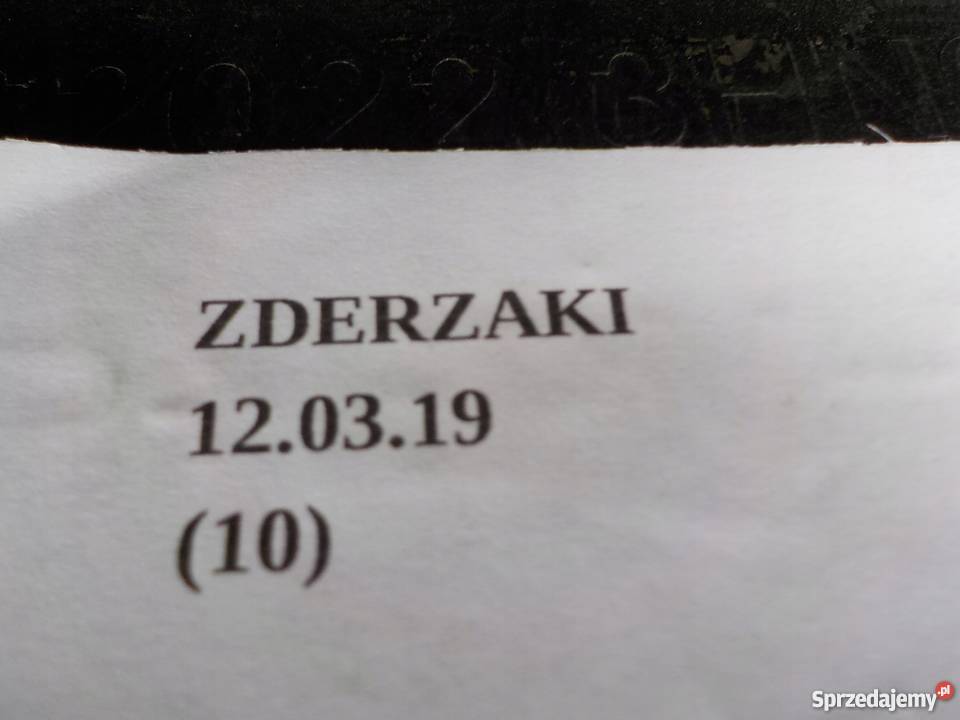 ZDERZAKI
12.03.19
(10)
Sprzedajemy.pl